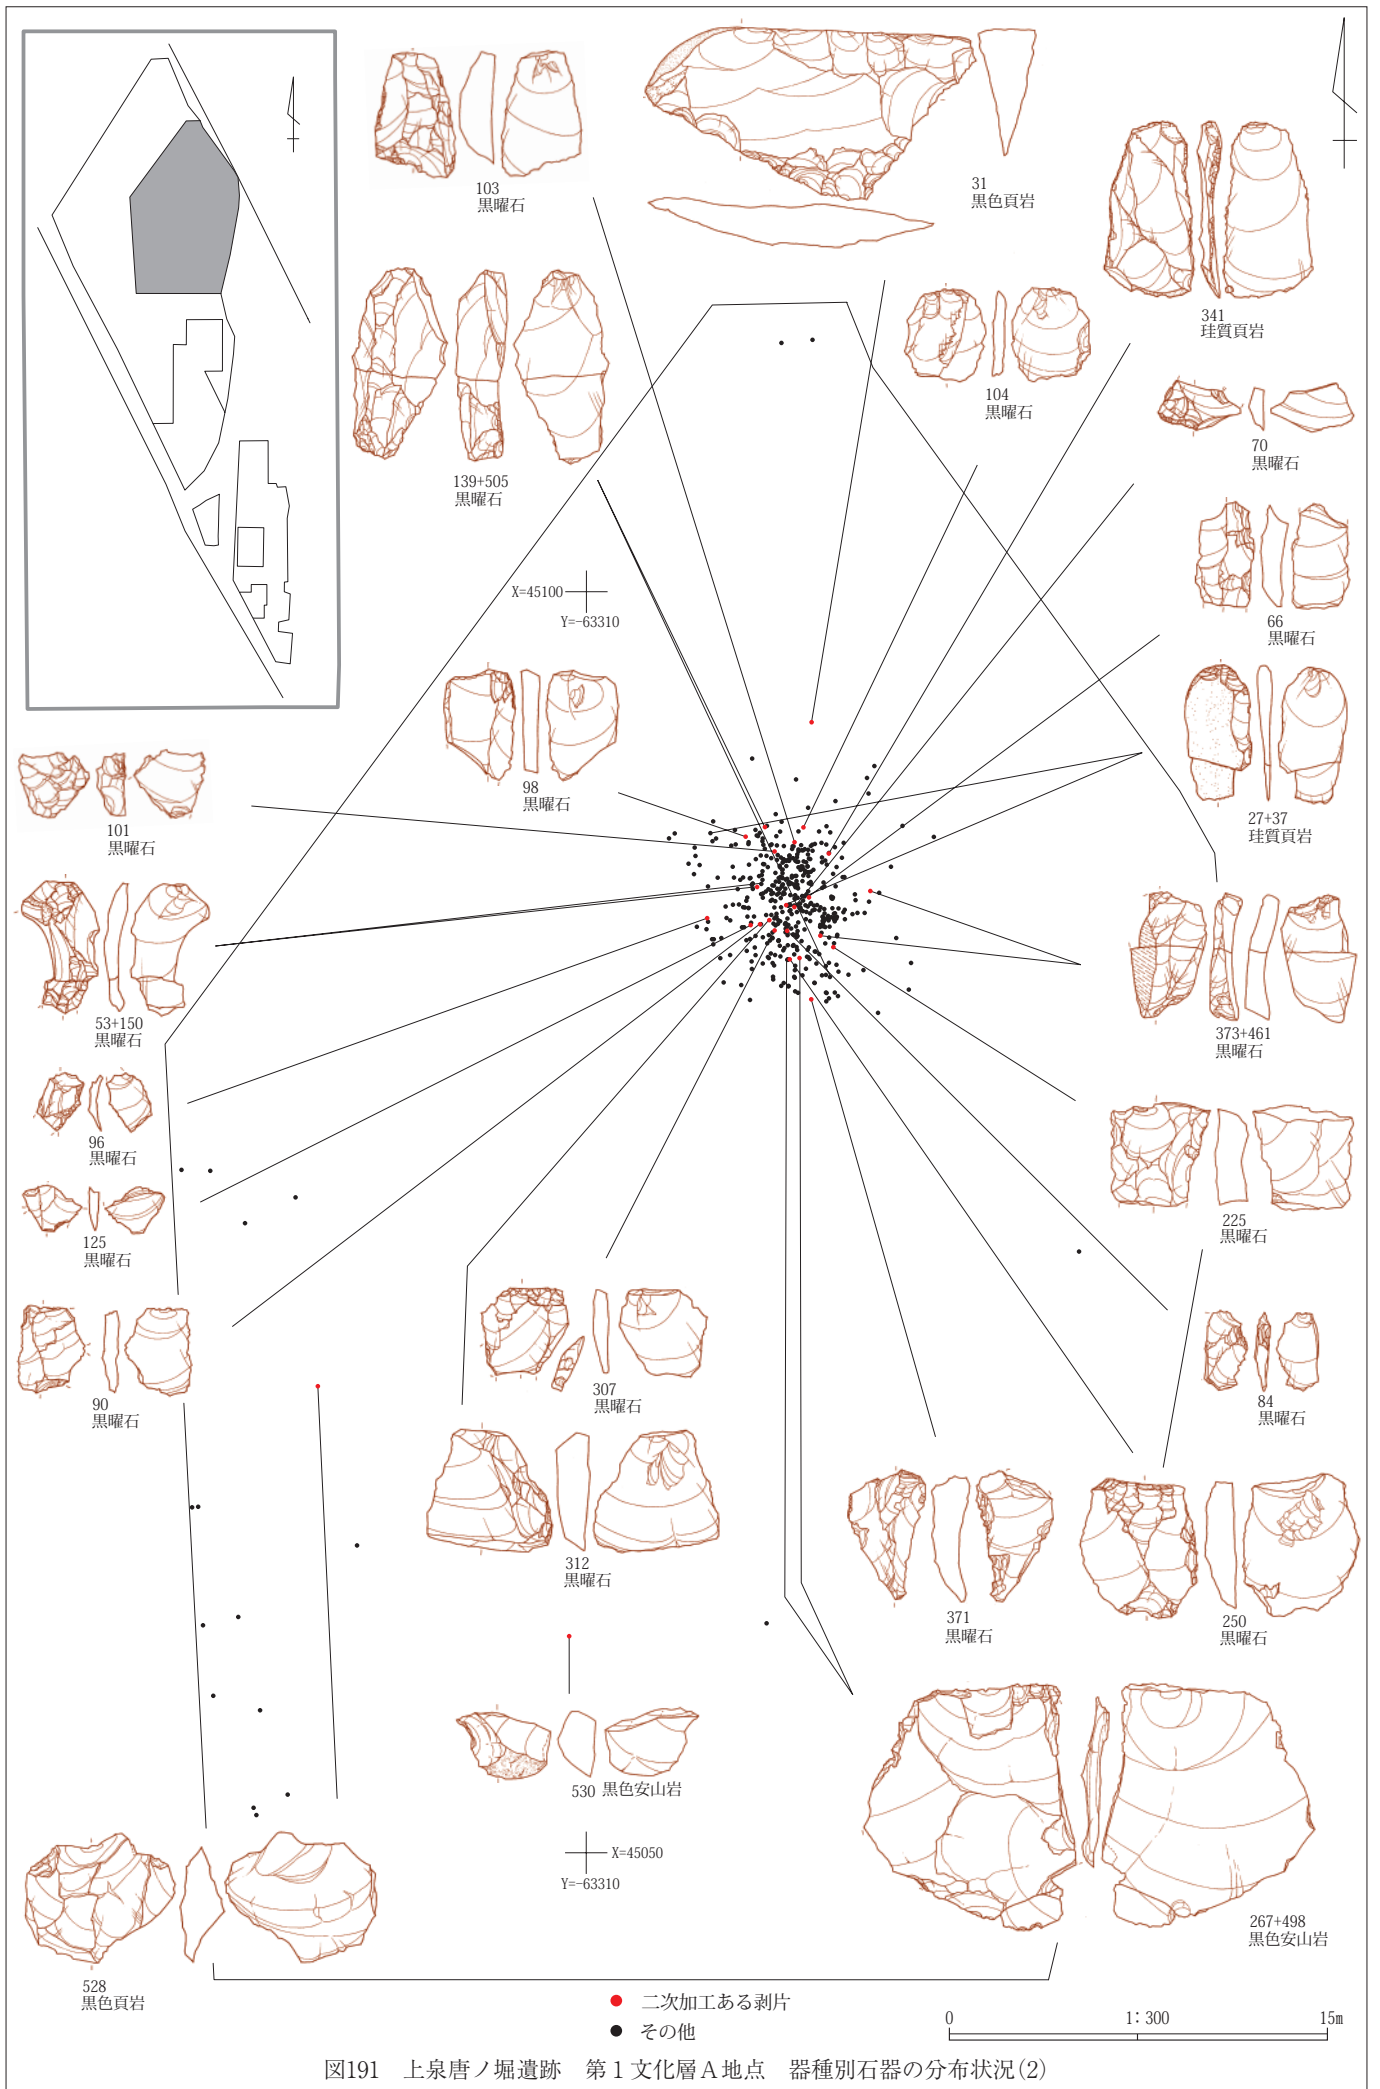 103
黒曜石
31
黒色頁岩
341
珪質頁岩
104
黒曜石
70
黒曜石
139+505
黒曜石
66
黒曜石
X=45100
Y=-63310
27+37
珪質頁岩
98
黒曜石
101
黒曜石
53+150
黒曜石
373+461
黒曜石
96
黒曜石
225
黒曜石
125
黒曜石
90
黒曜石
307
黒曜石
84
黒曜石
312
黒曜石
371
黒曜石
250
黒曜石
530 黒色安山岩
X=45050
Y=-63310
267+498
黒色安山岩
528
黒色頁岩
二次加工ある剥片
その他
0 1:300 15m
図191 上泉唐ノ堀遺跡 第1文化層A地点 器種別石器の分布状況(2)